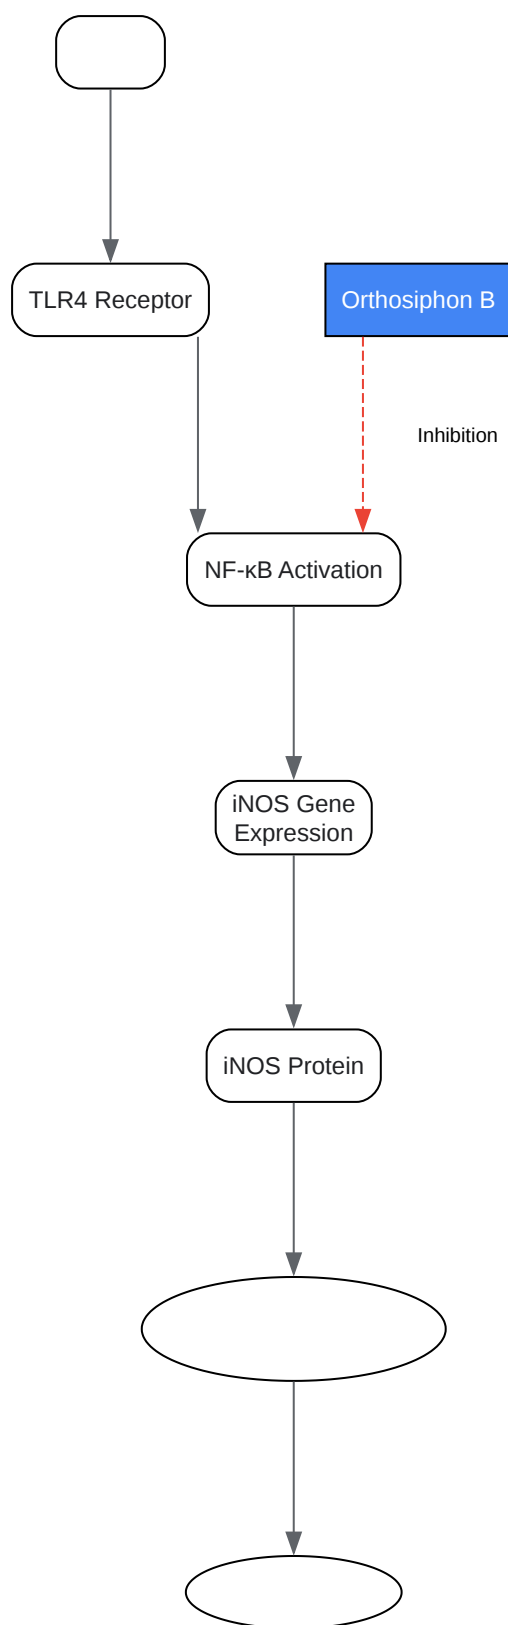 TLR4 Receptor
Orthosiphon B
Inhibition
NF-κB Activation
iNOS Gene
Expression
iNOS Protein